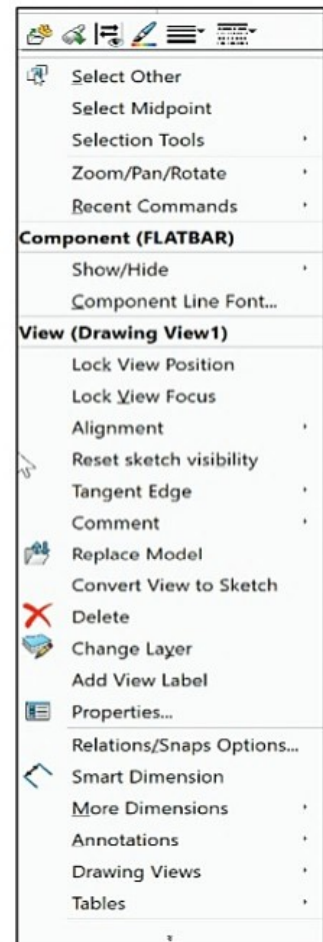 Select Other
Select Midpoint
Selection Tools
Zoom/Pan/Rotate
Recent Commands
Component (FLATBAR)
Show/Hide
Component Line Font...
View (Drawing View1)
Lock View Position
Lock View Focus
Alignment
Reset sketch visibility
Tangent Edge
Comment
Replace Model
Convert View to Sketch
Delete
Change Layer
Add View Label
Properties...
Relations/Snaps Options...
Smart Dimension
More Dimensions
Annotations
Drawing Views
Tables